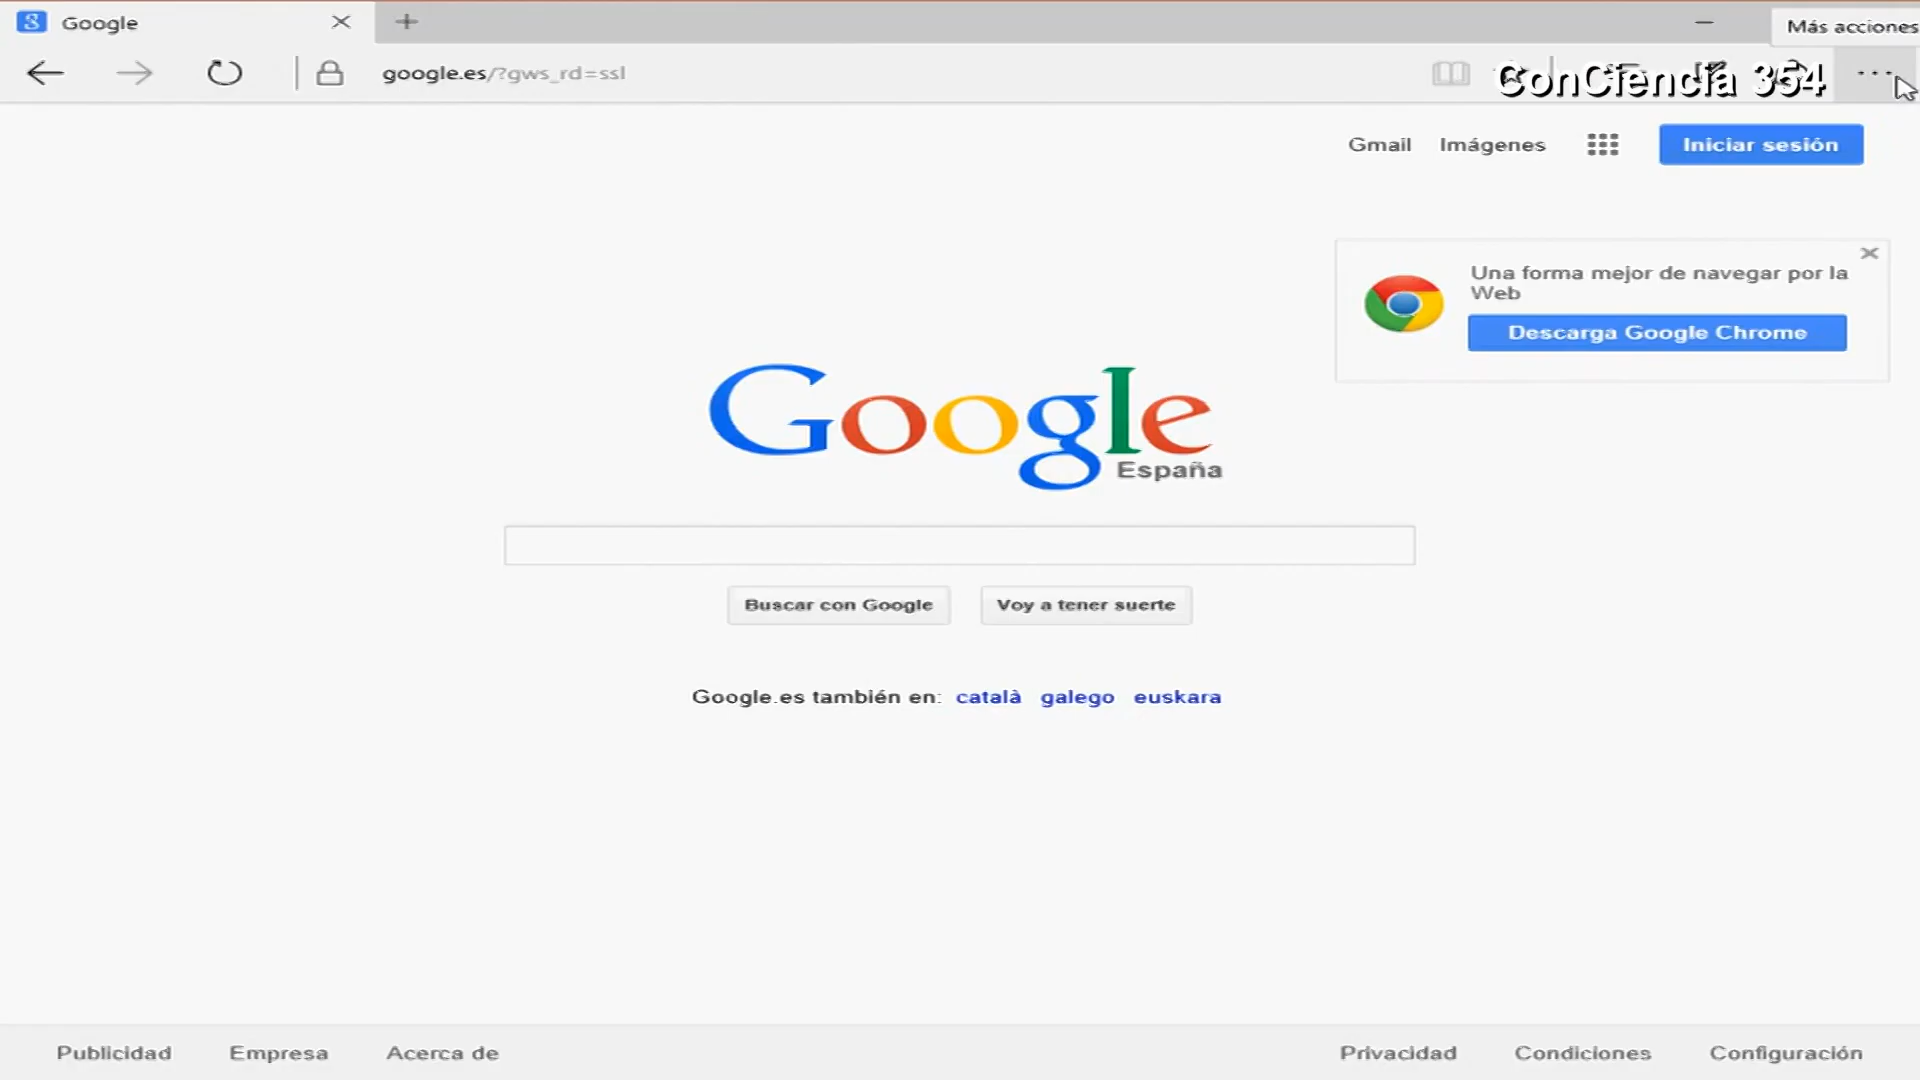 Google
Más acciones
google.es/?gws_rd=ssl
ConCiencia 354
Gmail Imágenes Iniciar sesión
Una forma mejor de navegar por la
Web
Descarga Google Chrome
Google
España
Buscar con Google Voy a tener suerte
Google.es también en: català galego euskara
Publicidad Empresa Acerca de Privacidad Condiciones Configuración